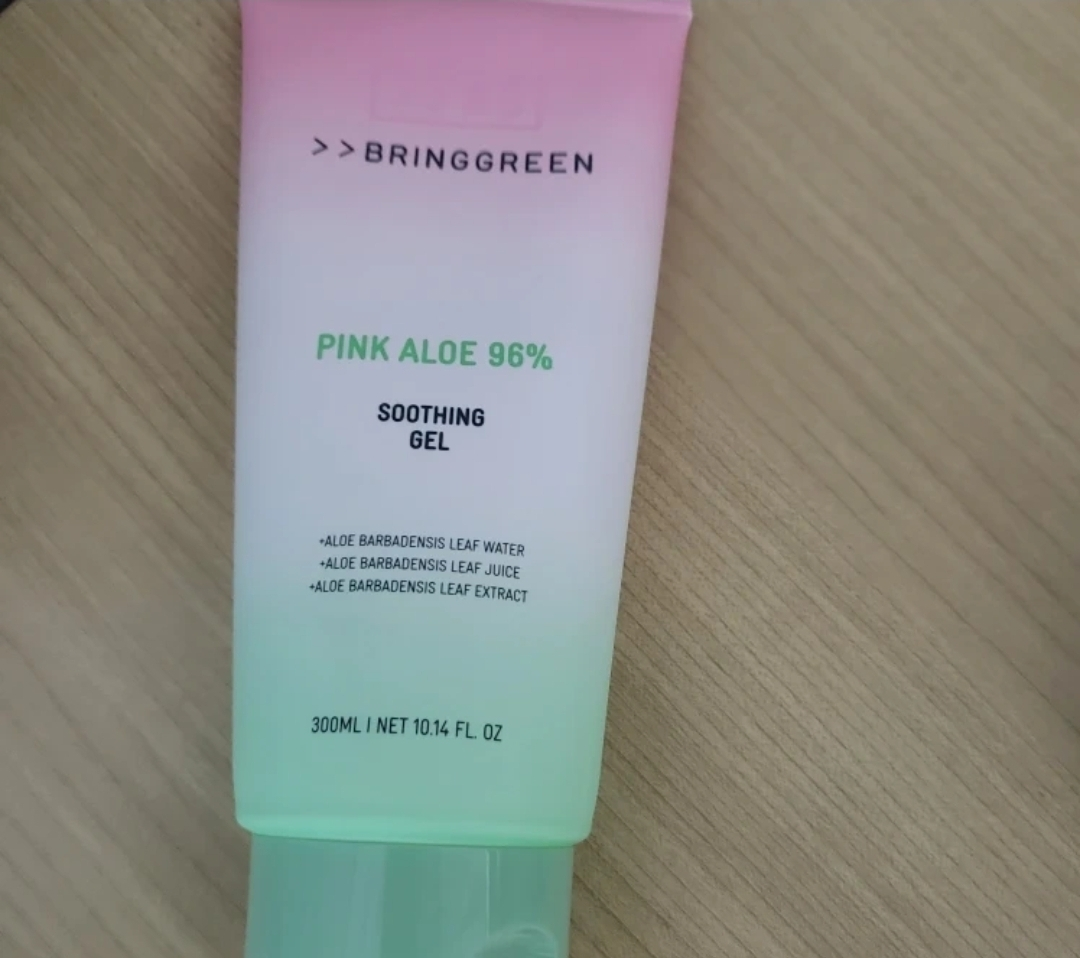 >>BRINGGREEN
PINK ALOE 96%
SOOTHING
GEL
+ALOE BARBADENSIS LEAF WATER
+ALOE BARBADENSIS LEAF JUICE
+ALOE BARBADENSIS LEAF EXTRACT
300ML | NET 10.14 FL. OZ